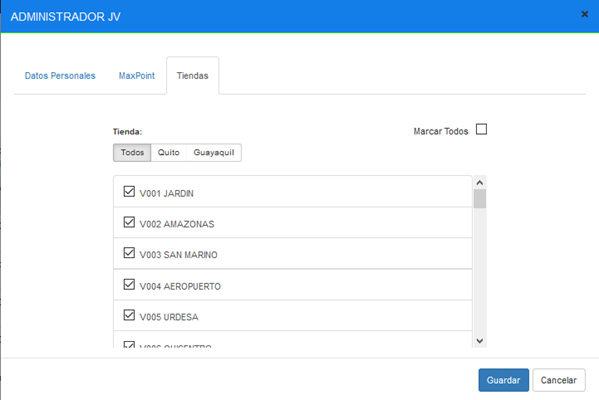 ADMINISTRADOR JV
Datos Personales MaxPoint Tiendas
Tienda: Marcar Todos
Todos Quito Guayaquil
V001 JARDIN
V002 AMAZONAS
V003 SAN MARINO
V004 AEROPUERTO
V005 URDESA
Guardar Cancelar